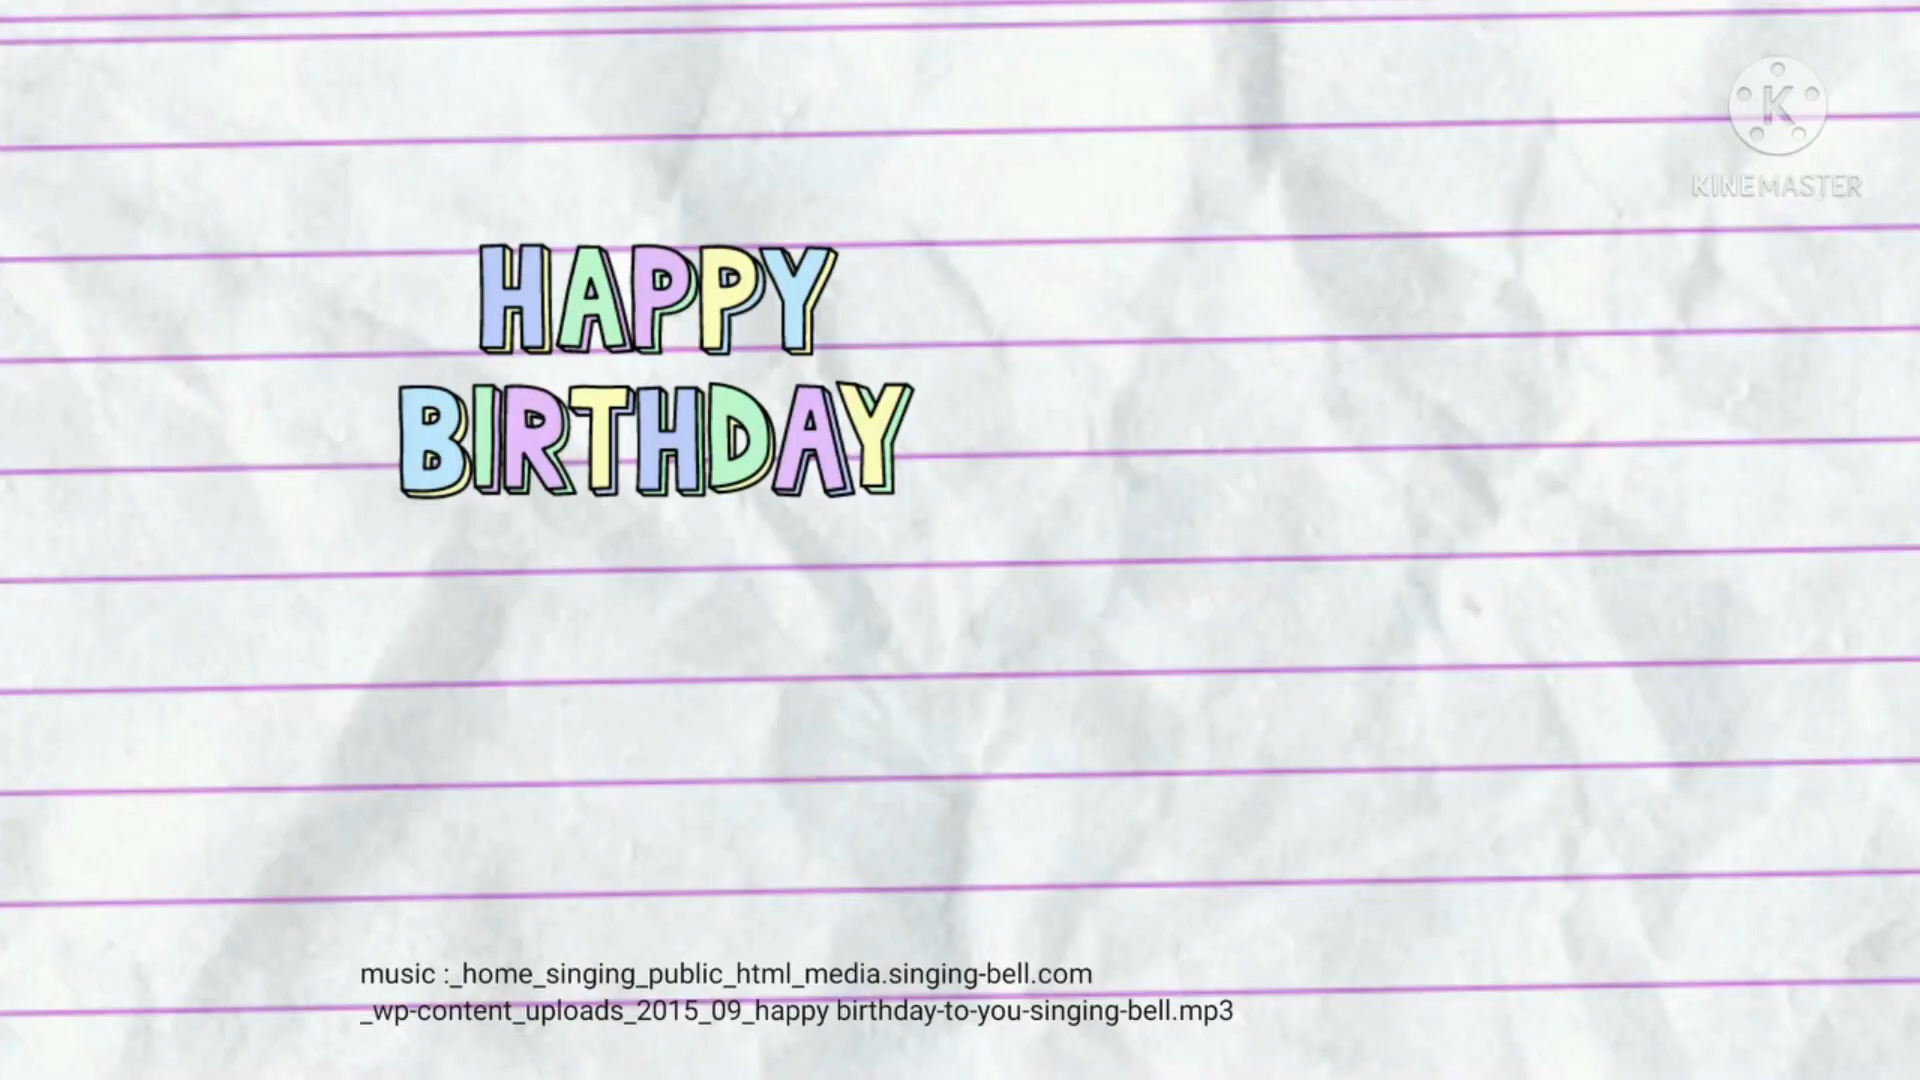 K
KINEMASTER
HAPPY
BIRTHDAY
music :_home_singing_public_html_media.singing-bell.com
_wp-content_uploads_2015_09_happy birthday-to-you-singing-bell.mp3